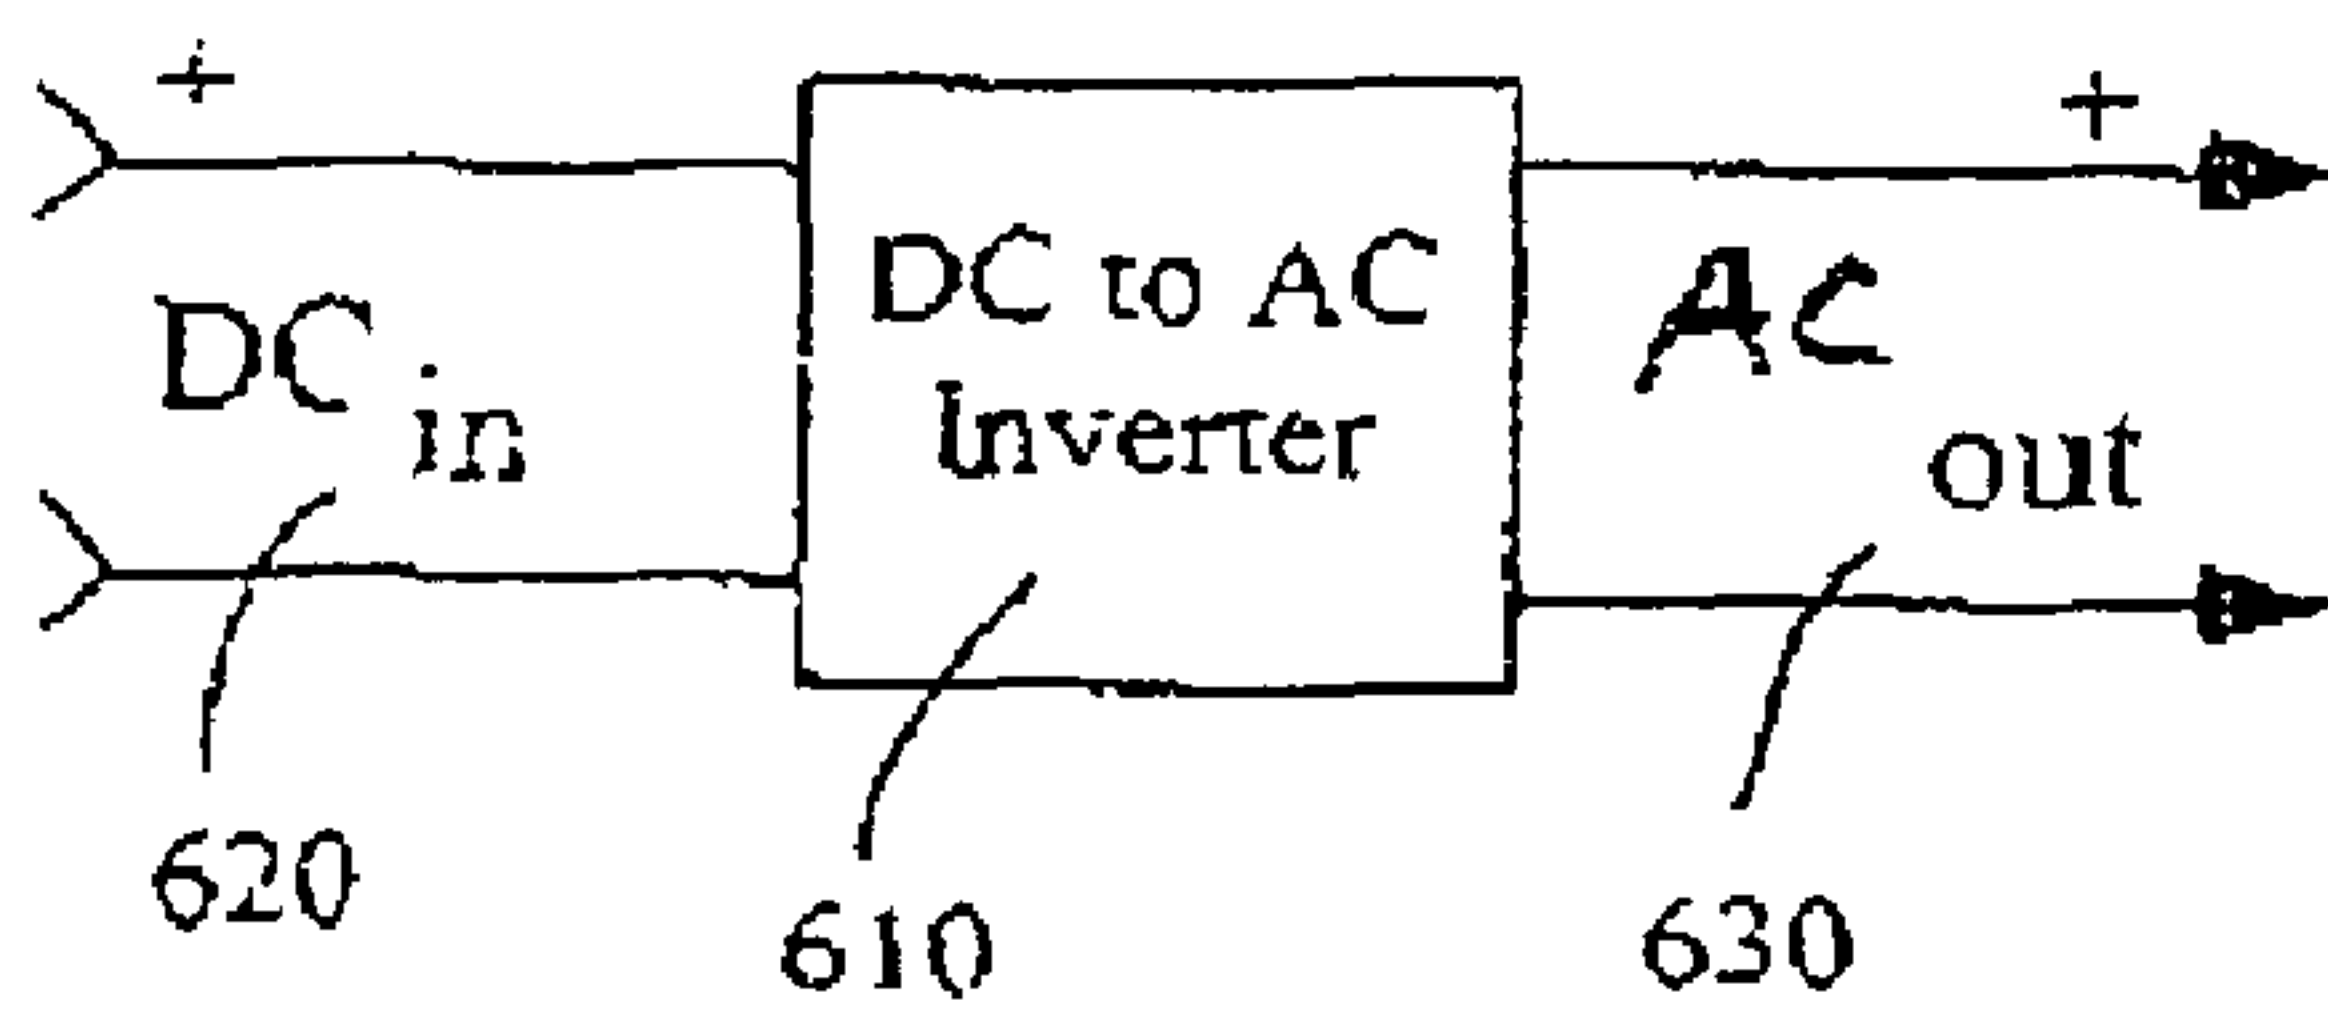 +
+
DC in
DC to AC
Inverter
AC out
620
610
630